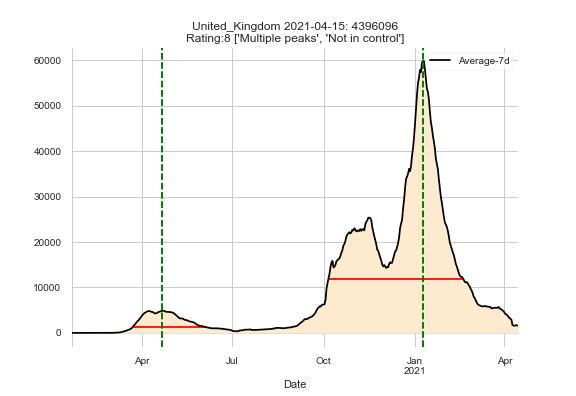 United_Kingdom 2021-04-15: 4396096
Rating:8 ['Multiple peaks', 'Not in control']
Average-7d
60000
50000
40000
30000
20000
10000
0
Apr
Jul
Oct
Jan
2021
Apr
Date